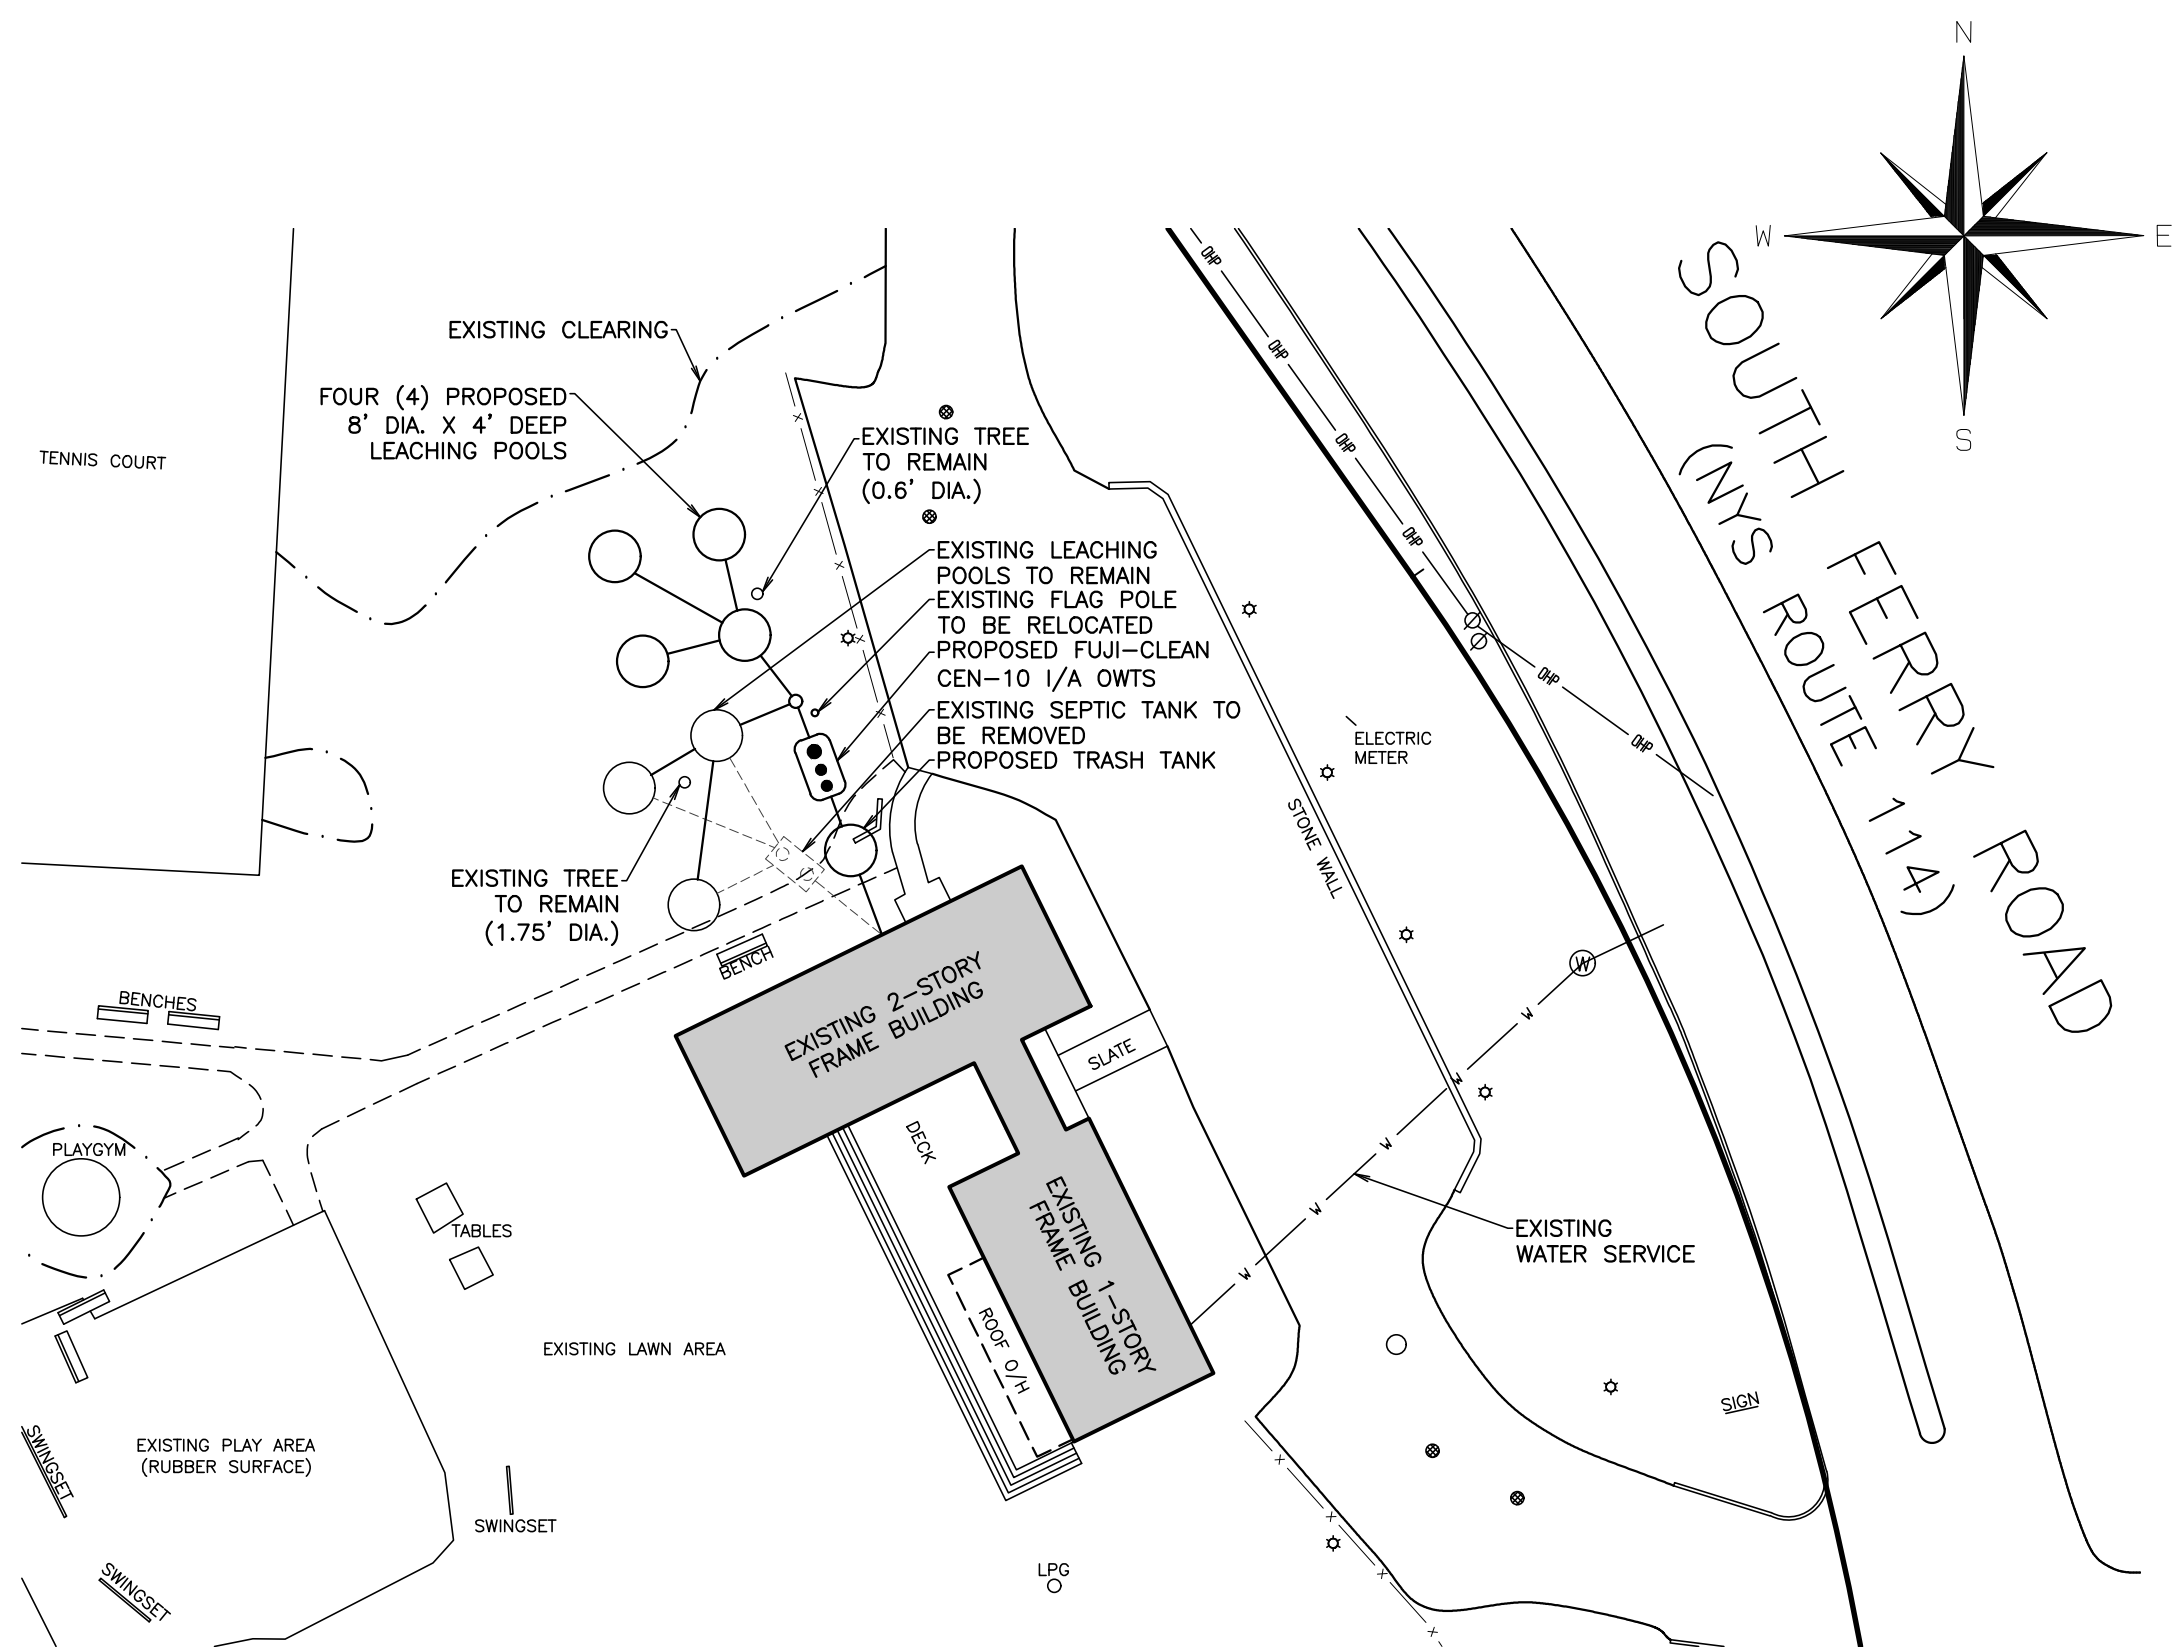 N
W
E
S
SOUTH FERRY ROAD
(NYS ROUTE 114)
OHP
OHP
OHP
OHP
OHP
OHP
EXISTING CLEARING
FOUR (4) PROPOSED
8' DIA. X 4' DEEP
LEACHING POOLS
TENNIS COURT
EXISTING TREE
TO REMAIN
(0.6' DIA.)
EXISTING LEACHING
POOLS TO REMAIN
EXISTING FLAG POLE
TO BE RELOCATED
PROPOSED FUJI-CLEAN
CEN-10 I/A OWTS
EXISTING SEPTIC TANK TO
BE REMOVED
PROPOSED TRASH TANK
ELECTRIC
METER
STONE WALL
EXISTING TREE
TO REMAIN
(1.75' DIA.)
BENCH
EXISTING 2-STORY
FRAME BUILDING
BENCHES
SLATE
DECK
PLAYGYM
TABLES
W
W
W
W
W
W
EXISTING
WATER SERVICE
EXISTING 1-STORY
FRAME BUILDING
ROOF O/H
EXISTING LAWN AREA
SIGN
EXISTING PLAY AREA
(RUBBER SURFACE)
SWINGSET
SWINGSET
SWINGSET
LPG